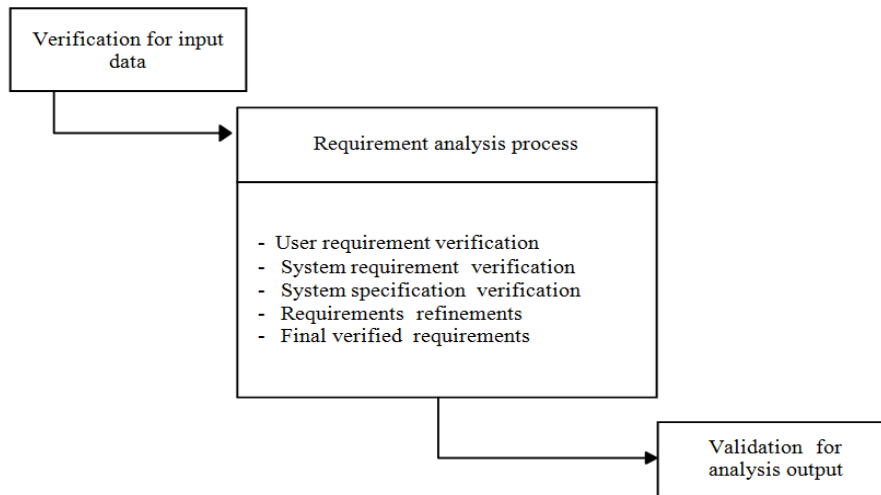 Verification for input
data
Requirement analysis process
- User requirement verification
- System requirement verification
- System specification verification
- Requirements refinements
- Final verified requirements
Validation for
analysis output